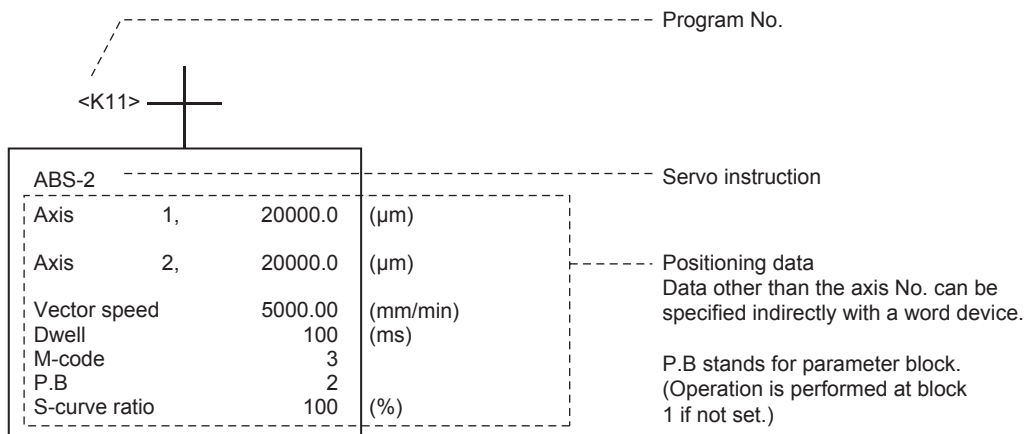 Program No.
<K11>
ABS-2
Servo instruction
Axis 1, 20000.0 (μm)
Axis 2, 20000.0 (μm)
Vector speed 5000.00 (mm/min)
Dwell 100 (ms)
M-code 3
P.B 2
S-curve ratio 100 (%)
Positioning data
Data other than the axis No. can be
specified indirectly with a word device.
P.B stands for parameter block.
(Operation is performed at block
1 if not set.)